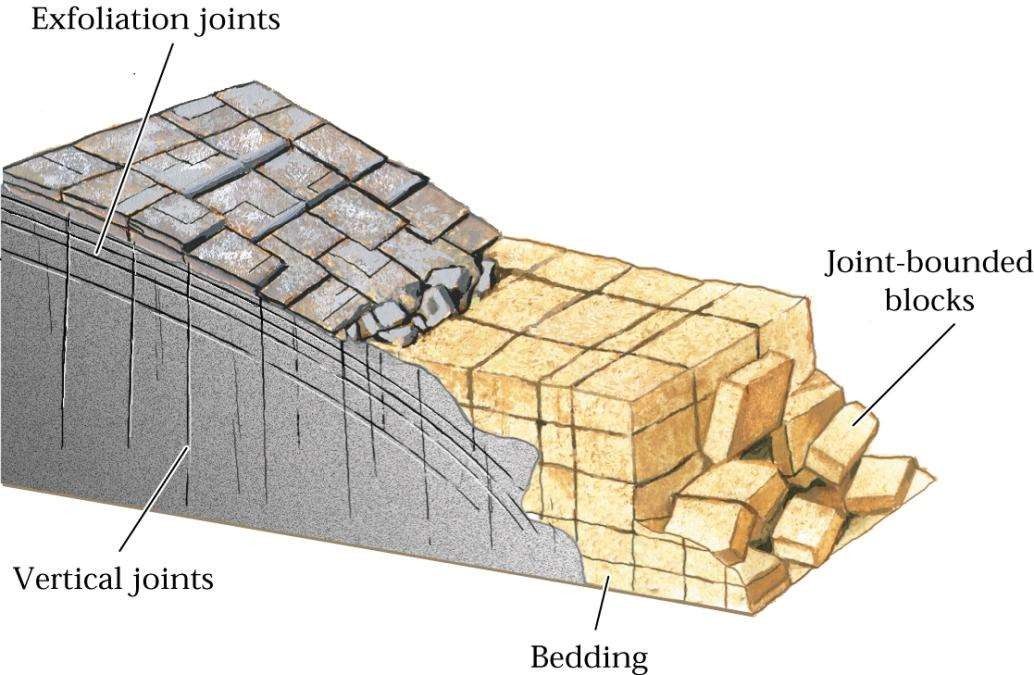 Exfoliation joints
Joint-bounded
blocks
Vertical joints
Bedding